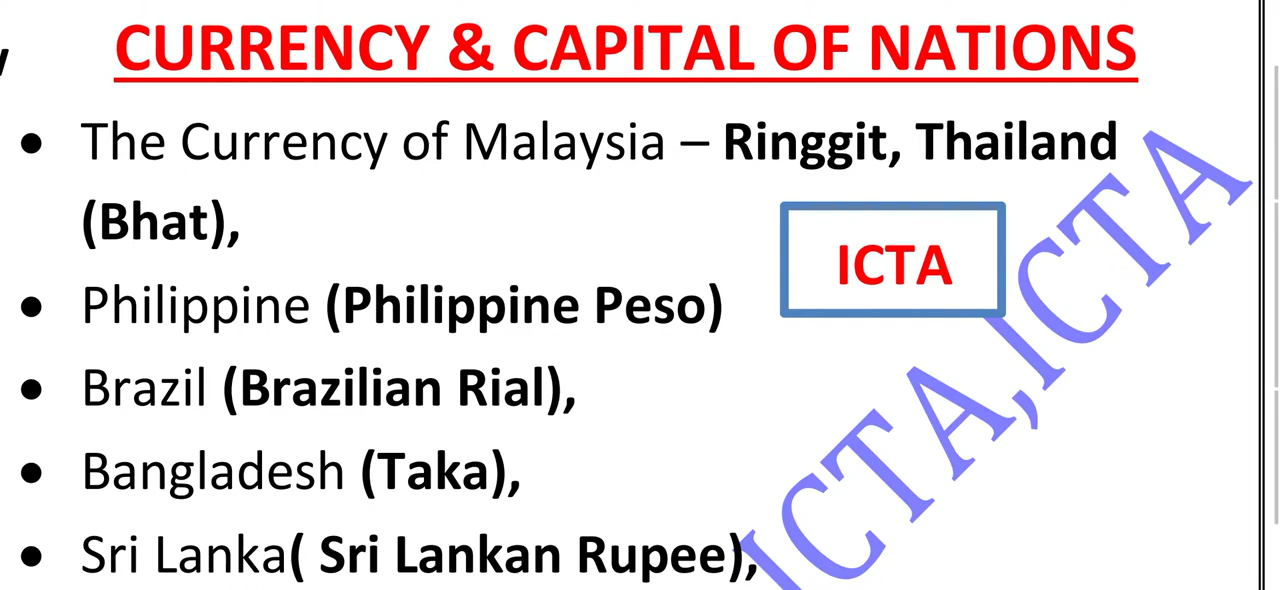 CURRENCY & CAPITAL OF NATIONS
• The Currency of Malaysia – Ringgit, Thailand
(Bhat),
ICTA
• Philippine (Philippine Peso)
• Brazil (Brazilian Rial),
• Bangladesh (Taka),
• Sri Lanka( Sri Lankan Rupee),
ICTA,ICTA